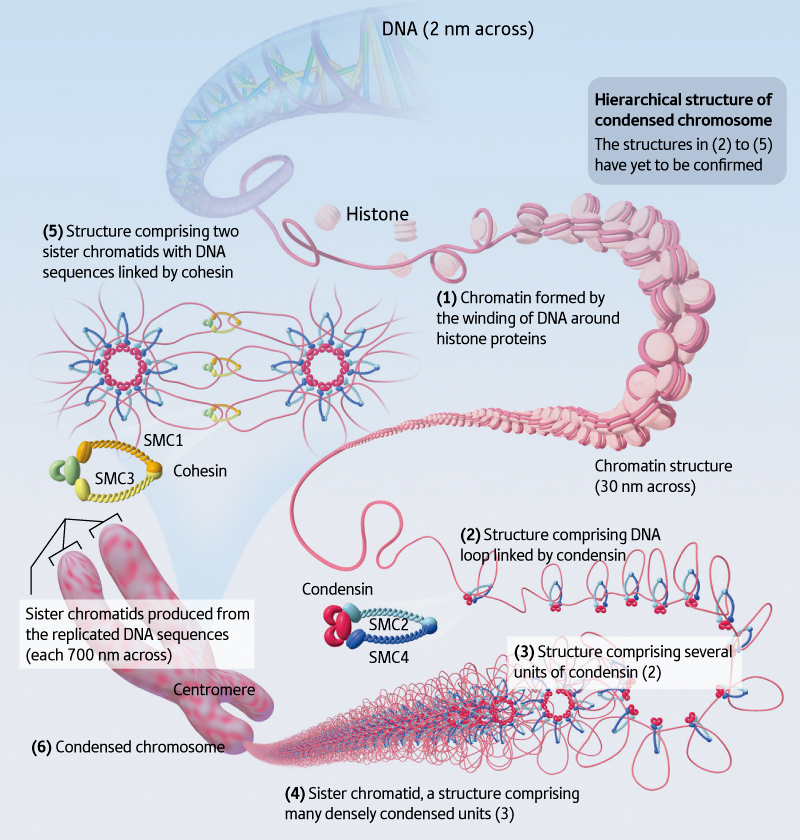 DNA (2 nm across)
Hierarchical structure of
condensed chromosome
The structures in (2) to (5)
have yet to be confirmed
Histone
(5) Structure comprising two
sister chromatids with DNA
sequences linked by cohesin
(1) Chromatin formed by
the winding of DNA around
histone proteins
SMC1
SMC3
Cohesin
Chromatin structure
(30 nm across)
(2) Structure comprising DNA
loop linked by condensin
Condensin
SMC2
SMC4
Sister chromatids produced from
the replicated DNA sequences
(each 700 nm across)
(3) Structure comprising several
units of condensin (2)
Centromere
(6) Condensed chromosome
(4) Sister chromatid, a structure comprising
many densely condensed units (3)